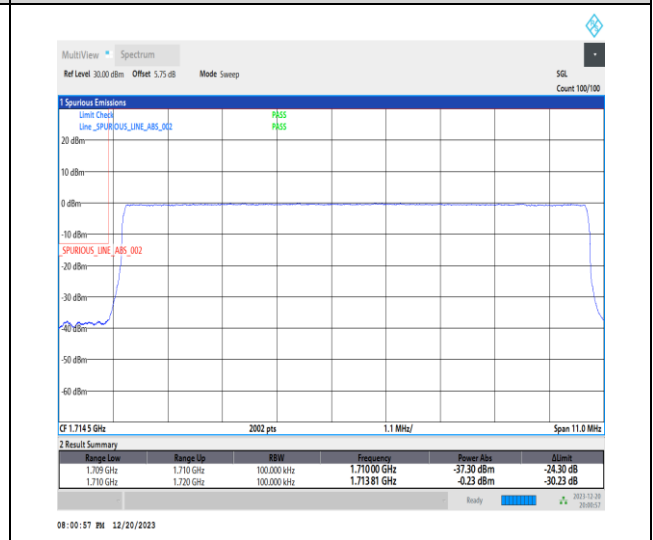 MultiView Spectrum
Ref Level 30.00 dBm Offset 5.75 dB Mode Sweep SGL
Count 100/100
1 Spurious Emissions
Limit Check PASS
Line _SPURIOUS_LINE_ABS_002 PASS
20 dBm
10 dBm
0 dBm
-10 dBm
SPURIOUS_LINE_ABS_002
-20 dBm
-30 dBm
-40 dBm
-50 dBm
-60 dBm
CF 1.7145 GHz 2002 pts 1.1 MHz/ Span 11.0 MHz
2 Result Summary
Range Low Range Up RBW Frequency Power Abs ΔLimit
1.709 GHz 1.710 GHz 100.000 kHz 1.71000 GHz -37.30 dBm -24.30 dB
1.710 GHz 1.720 GHz 100.000 kHz 1.71381 GHz -0.23 dBm -30.23 dB
Ready 2023-12-20
20:00:57
08:00:57 PM 12/20/2023